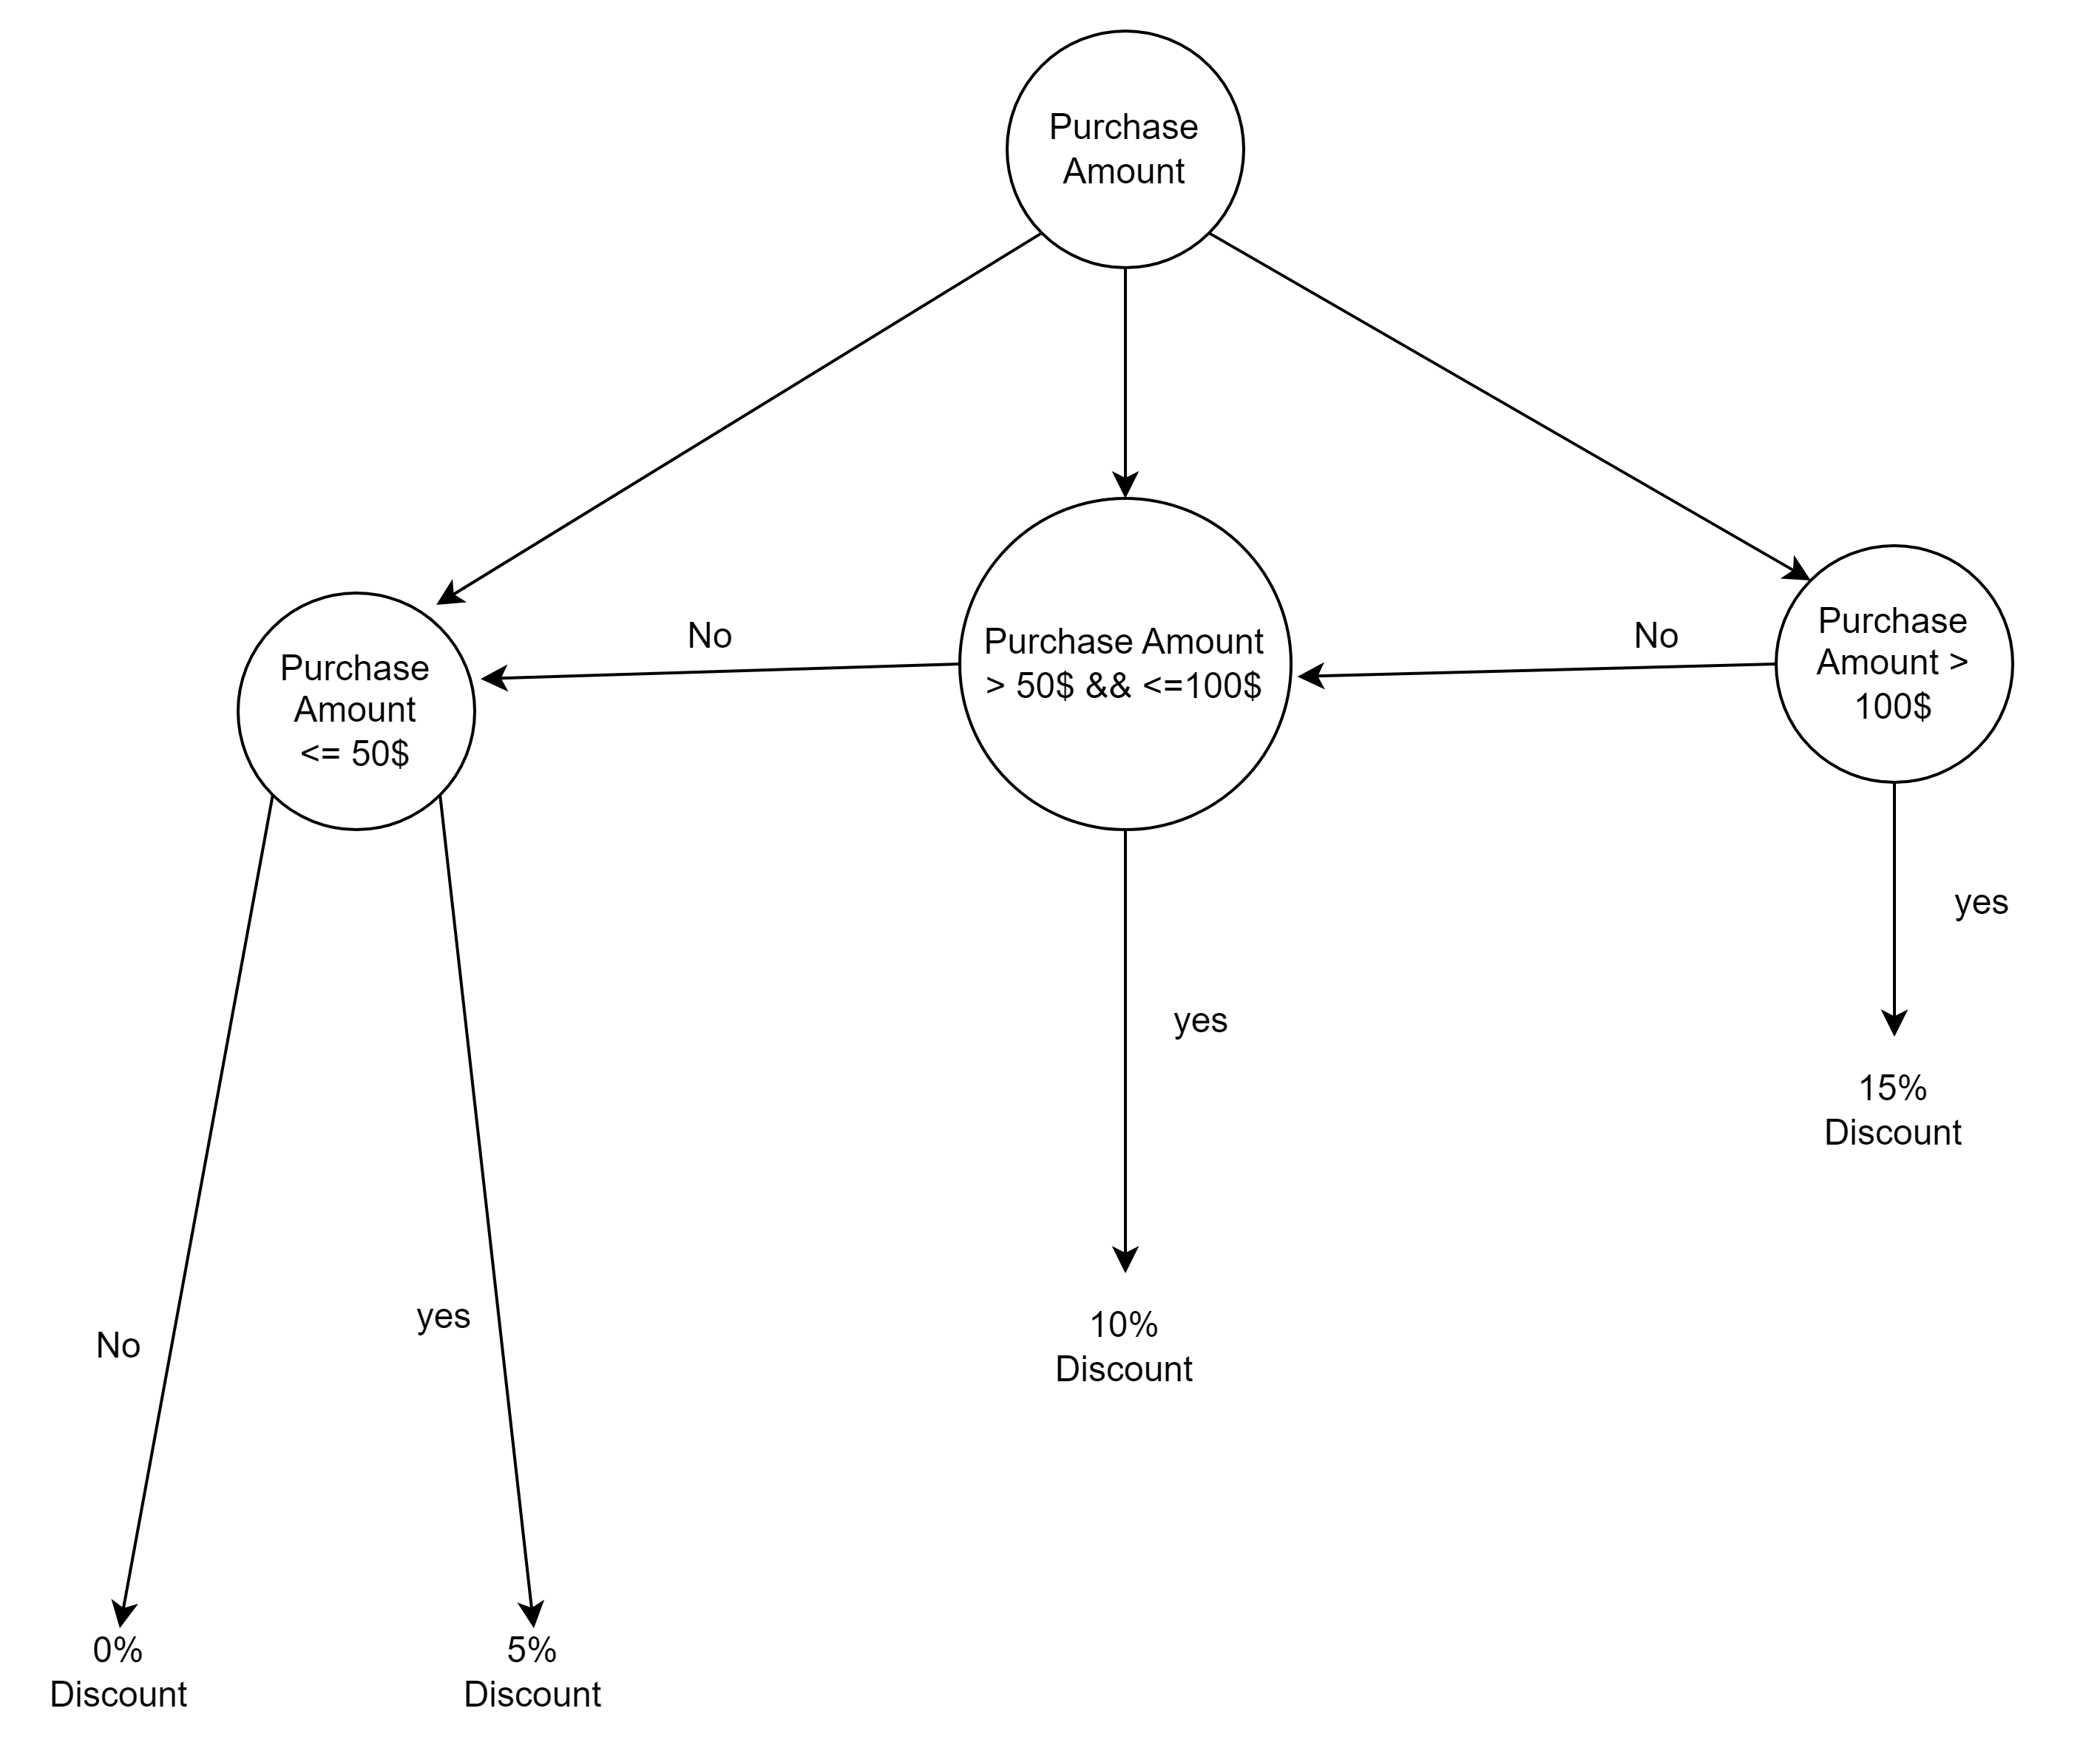 Purchase
Amount
No
No
Purchase
Amount
<= 50$
Purchase Amount
> 50$ && <=100$
Purchase
Amount >
100$
yes
yes
15%
Discount
No
yes
10%
Discount
0%
Discount
5%
Discount